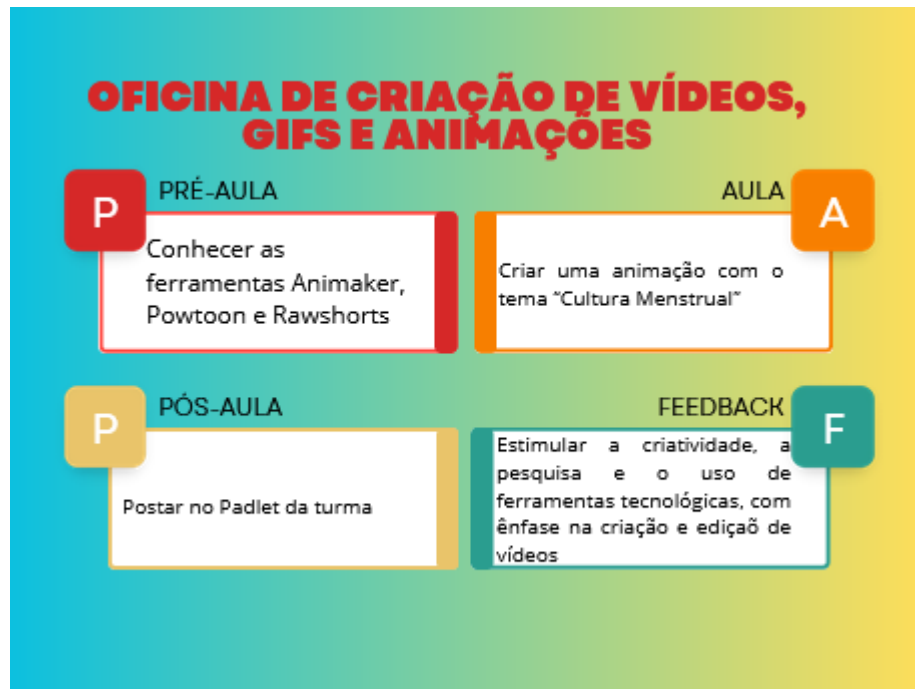 OFICINA DE CRIAÇÃO DE VÍDEOS,
GIFS E ANIMAÇÕES
P
PRÉ-AULA
Conhecer as
ferramentas Animaker,
Powtoon e Rawshorts
AULA
A
Criar uma animação com o
tema “Cultura Menstrual”
P
PÓS-AULA
Postar no Padlet da turma
FEEDBACK
F
Estimular a criatividade, a
pesquisa e o uso de
ferramentas tecnológicas, com
ênfase na criação e ediçaõ de
vídeos